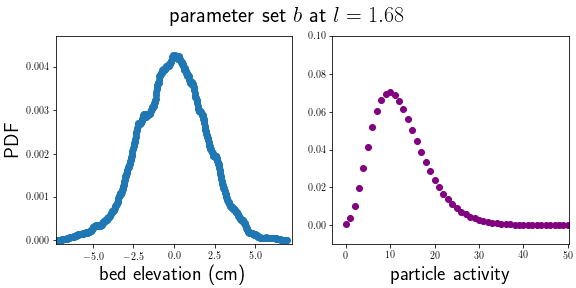 parameter set b at l = 1.68
PDF
0.004
0.003
0.002
0.001
0.000
−5.0 −2.5 0.0 2.5 5.0
bed elevation (cm)
0.10
0.08
0.06
0.04
0.02
0.00
0 10 20 30 40 50
particle activity